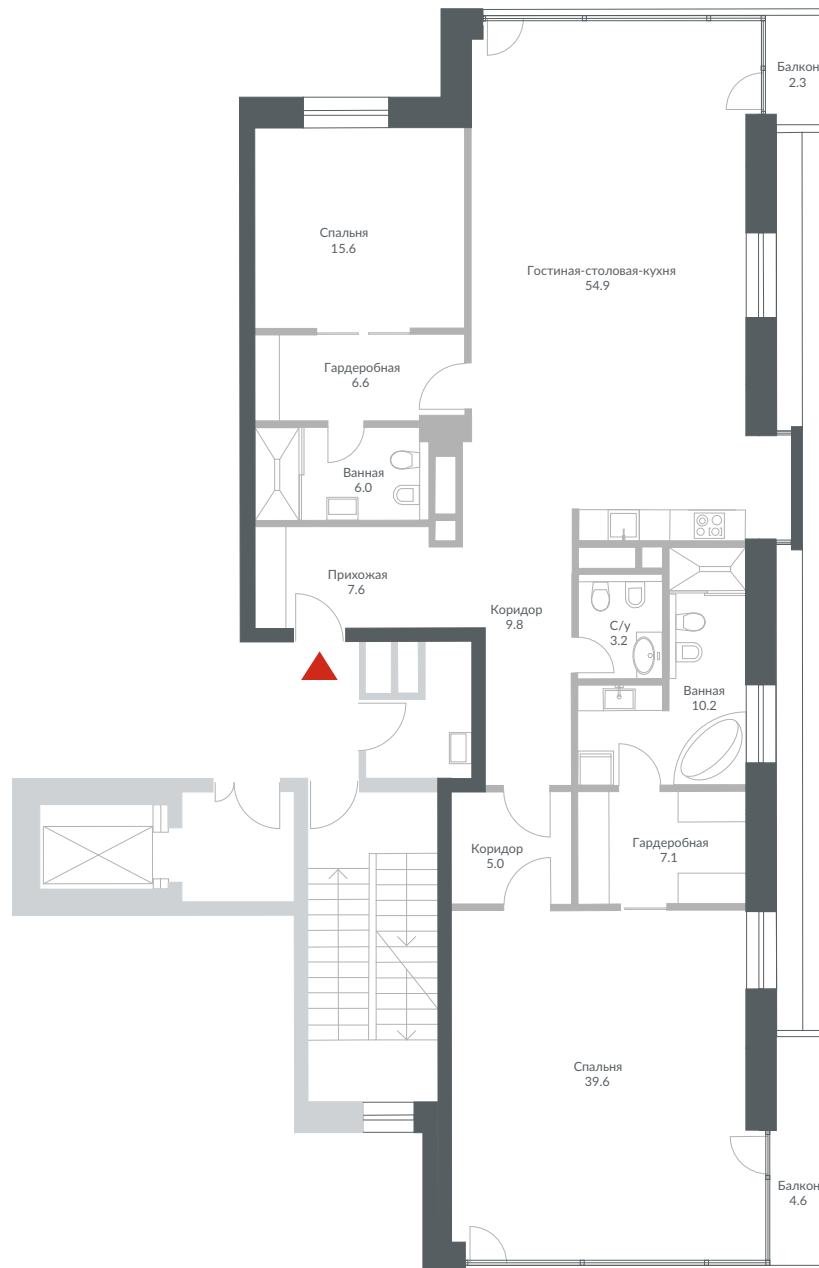 Балкон
2.3
Спальня
15.6
Гостиная-столовая-кухня
54.9
Гардеробная
6.6
Ванная
6.0
Прихожая
7.6
Коридор
9.8
С/у
3.2
Ванная
10.2
Коридор
5.0
Гардеробная
7.1
Спальня
39.6
Балкон
4.6